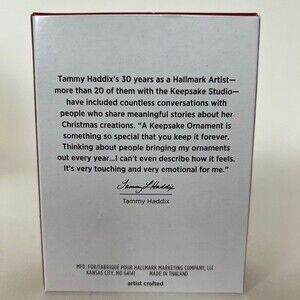 Tammy Haddix's 30 years as a Hallmark Artist—
more than 20 of them with the Keepsake Studio—
have included countless conversations with
people who share meaningful stories about her
Christmas creations. "A Keepsake Ornament is
something so special that you keep it forever.
Thinking about people bringing my ornaments
out every year...I can't even describe how it feels.
It's very touching and very emotional for me."
Tammy L Haddix
Tammy Haddix
MFD. FOR/FABRIQUÉ POUR HALLMARK MARKETING COMPANY, LLC
KANSAS CITY, MO 64141 MADE IN THAILAND
artist crafted